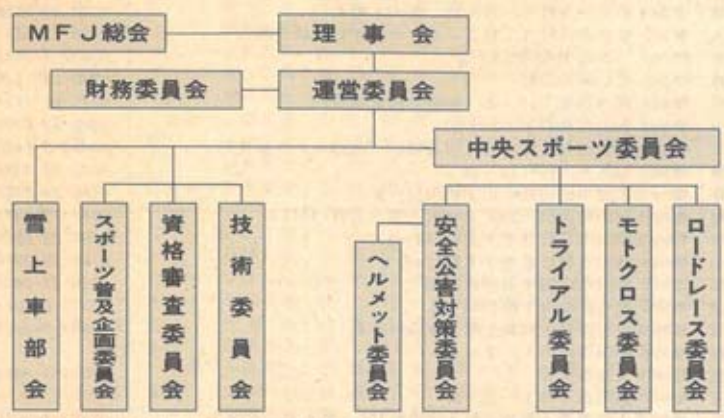 MFJ総会
理事会
財務委員会
運営委員会
中央スポーツ委員会
雪上車部会
スポーツ普及企画委員会
資格審査委員会
技術委員会
ヘルメット委員会
安全公害対策委員会
トライアル委員会
モトクロス委員会
ロードレース委員会